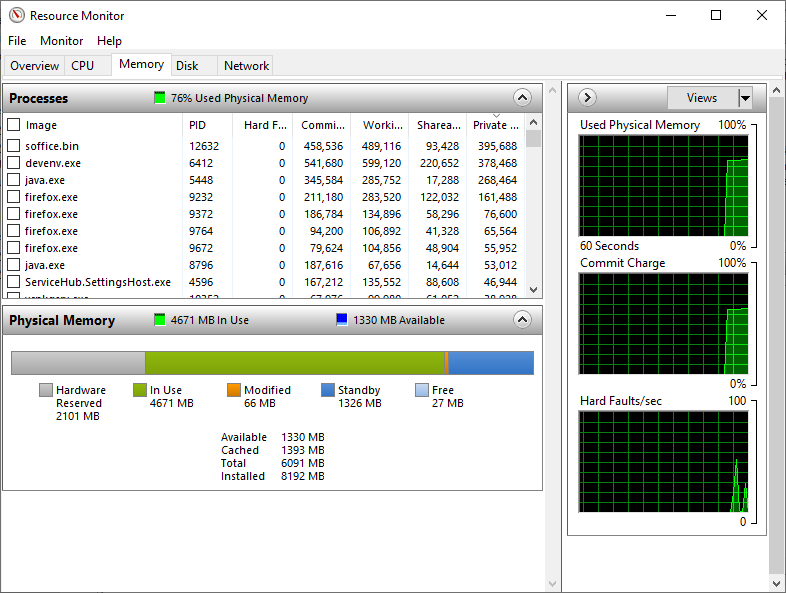 Resource Monitor
File Monitor Help
Overview CPU Memory Disk Network
Processes 76% Used Physical Memory
Image PID Hard F... Commi... Worki... Sharea... Private ...
soffice.bin 12632 0 458,536 489,116 93,428 395,688
devenv.exe 6412 0 541,680 599,120 220,652 378,468
java.exe 5448 0 345,584 285,752 17,288 268,464
firefox.exe 9232 0 211,180 283,520 122,032 161,488
firefox.exe 9372 0 186,784 134,896 58,296 76,600
firefox.exe 9764 0 94,200 106,892 41,328 65,564
firefox.exe 9672 0 79,624 104,856 48,904 55,952
java.exe 8796 0 187,616 67,656 14,644 53,012
ServiceHub.SettingsHost.exe 4596 0 167,212 135,552 88,608 46,944
Physical Memory 4671 MB In Use 1330 MB Available
Hardware Reserved 2101 MB
In Use 4671 MB
Modified 66 MB
Standby 1326 MB
Free 27 MB
Available 1330 MB
Cached 1393 MB
Total 6091 MB
Installed 8192 MB
Views
Used Physical Memory 100%
60 Seconds 0%
Commit Charge 100%
0%
Hard Faults/sec 100
0